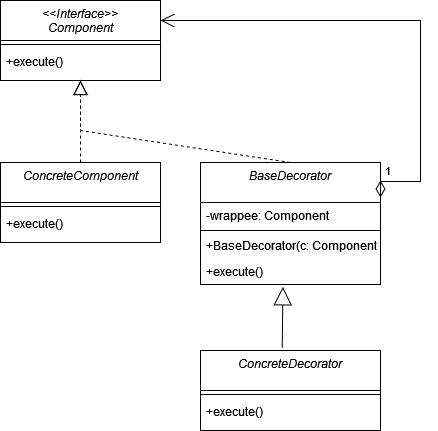 <<Interface>>
Component
+execute()
ConcreteComponent
+execute()
BaseDecorator
1
-wrappee: Component
+BaseDecorator(c: Component
+execute()
ConcreteDecorator
+execute()